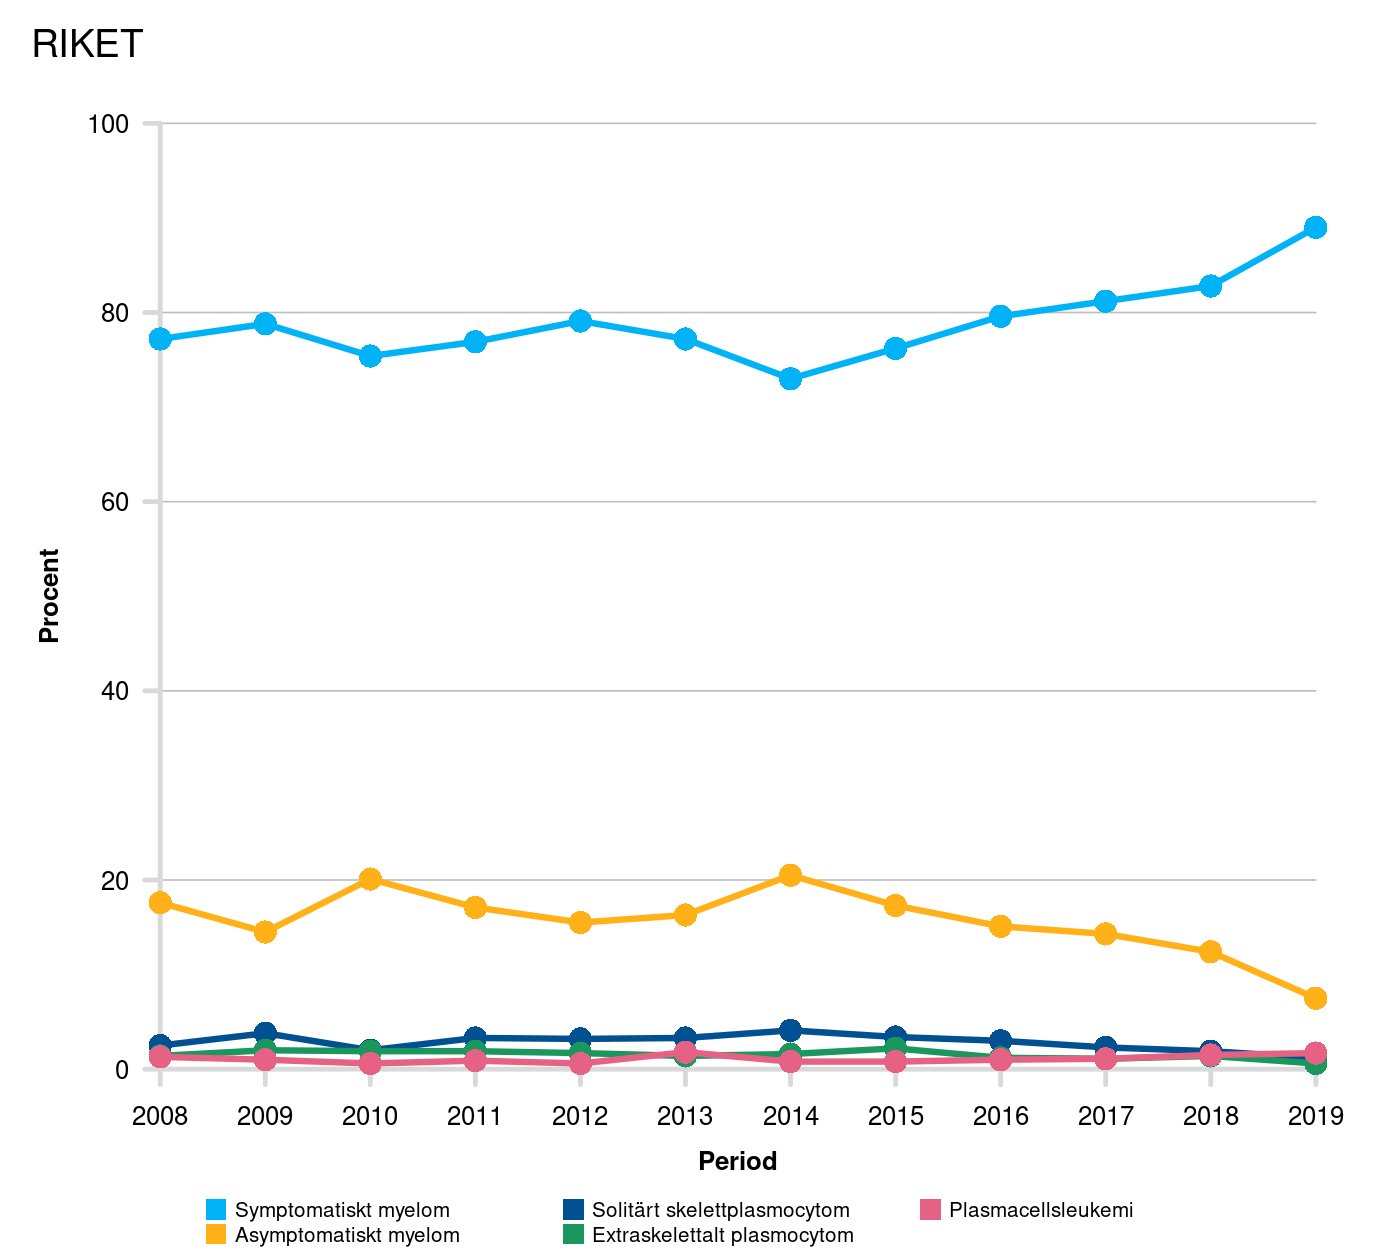 RIKET
100
80
60
40
20
0
Procent
2008 2009 2010 2011 2012 2013 2014 2015 2016 2017 2018 2019
Period
Symptomatiskt myelom Solitärt skelettplasmocytom Plasmacellsleukemi
Asymptomatiskt myelom Extraskelettalt plasmocytom